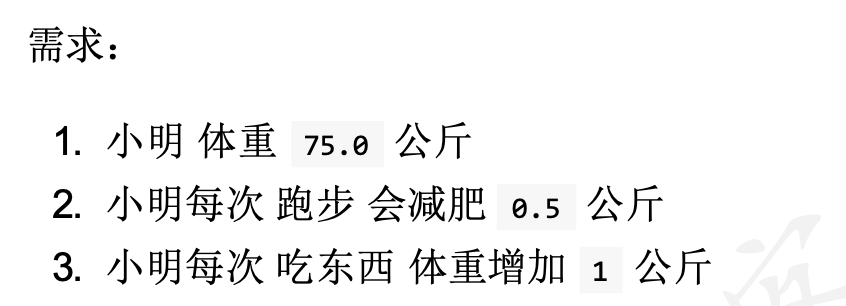 需求：
1. 小明 体重 75.0 公斤
2. 小明每次 跑步 会减肥 0.5 公斤
3. 小明每次 吃东西 体重增加 1 公斤